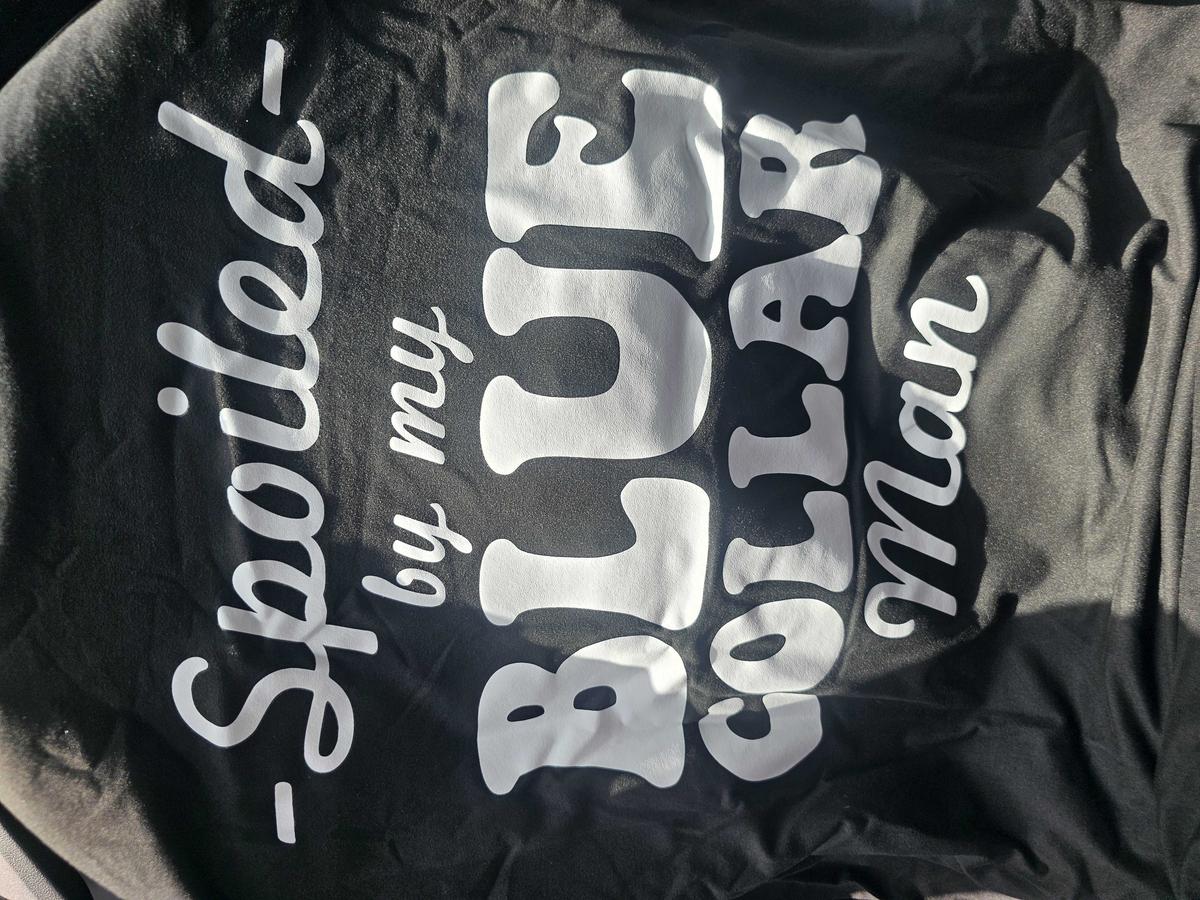 -Spoiled-
by my
BLUE
COLLAR
Man